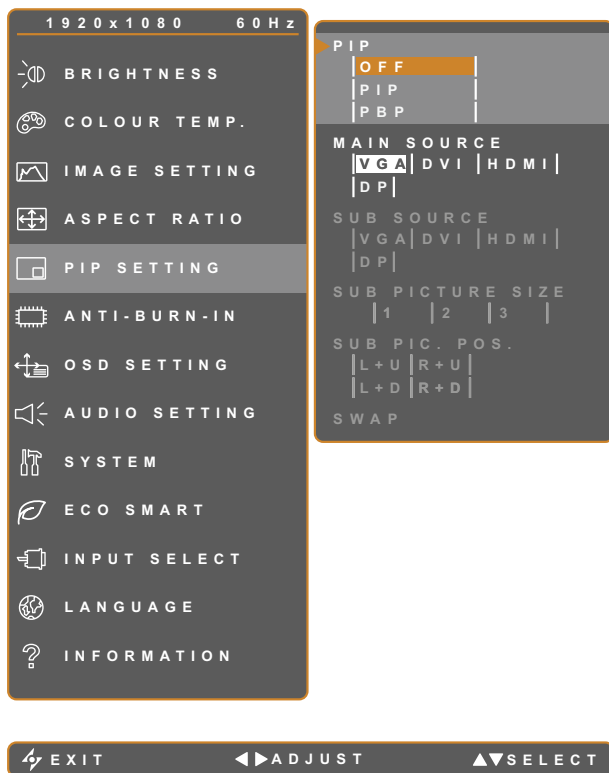 1920x1080 60Hz
BRIGHTNESS
COLOUR TEMP.
IMAGE SETTING
ASPECT RATIO
PIP SETTING
ANTI-BURN-IN
OSD SETTING
AUDIO SETTING
SYSTEM
ECO SMART
INPUT SELECT
LANGUAGE
INFORMATION
PIP
OFF
PIP
PBP
MAIN SOURCE
VGA DVI HDMI
DP
SUB SOURCE
VGA DVI HDMI
DP
SUB PICTURE SIZE
1 2 3
SUB PIC. POS.
L+U R+U
L+D R+D
SWAP
EXIT ADJUST SELECT